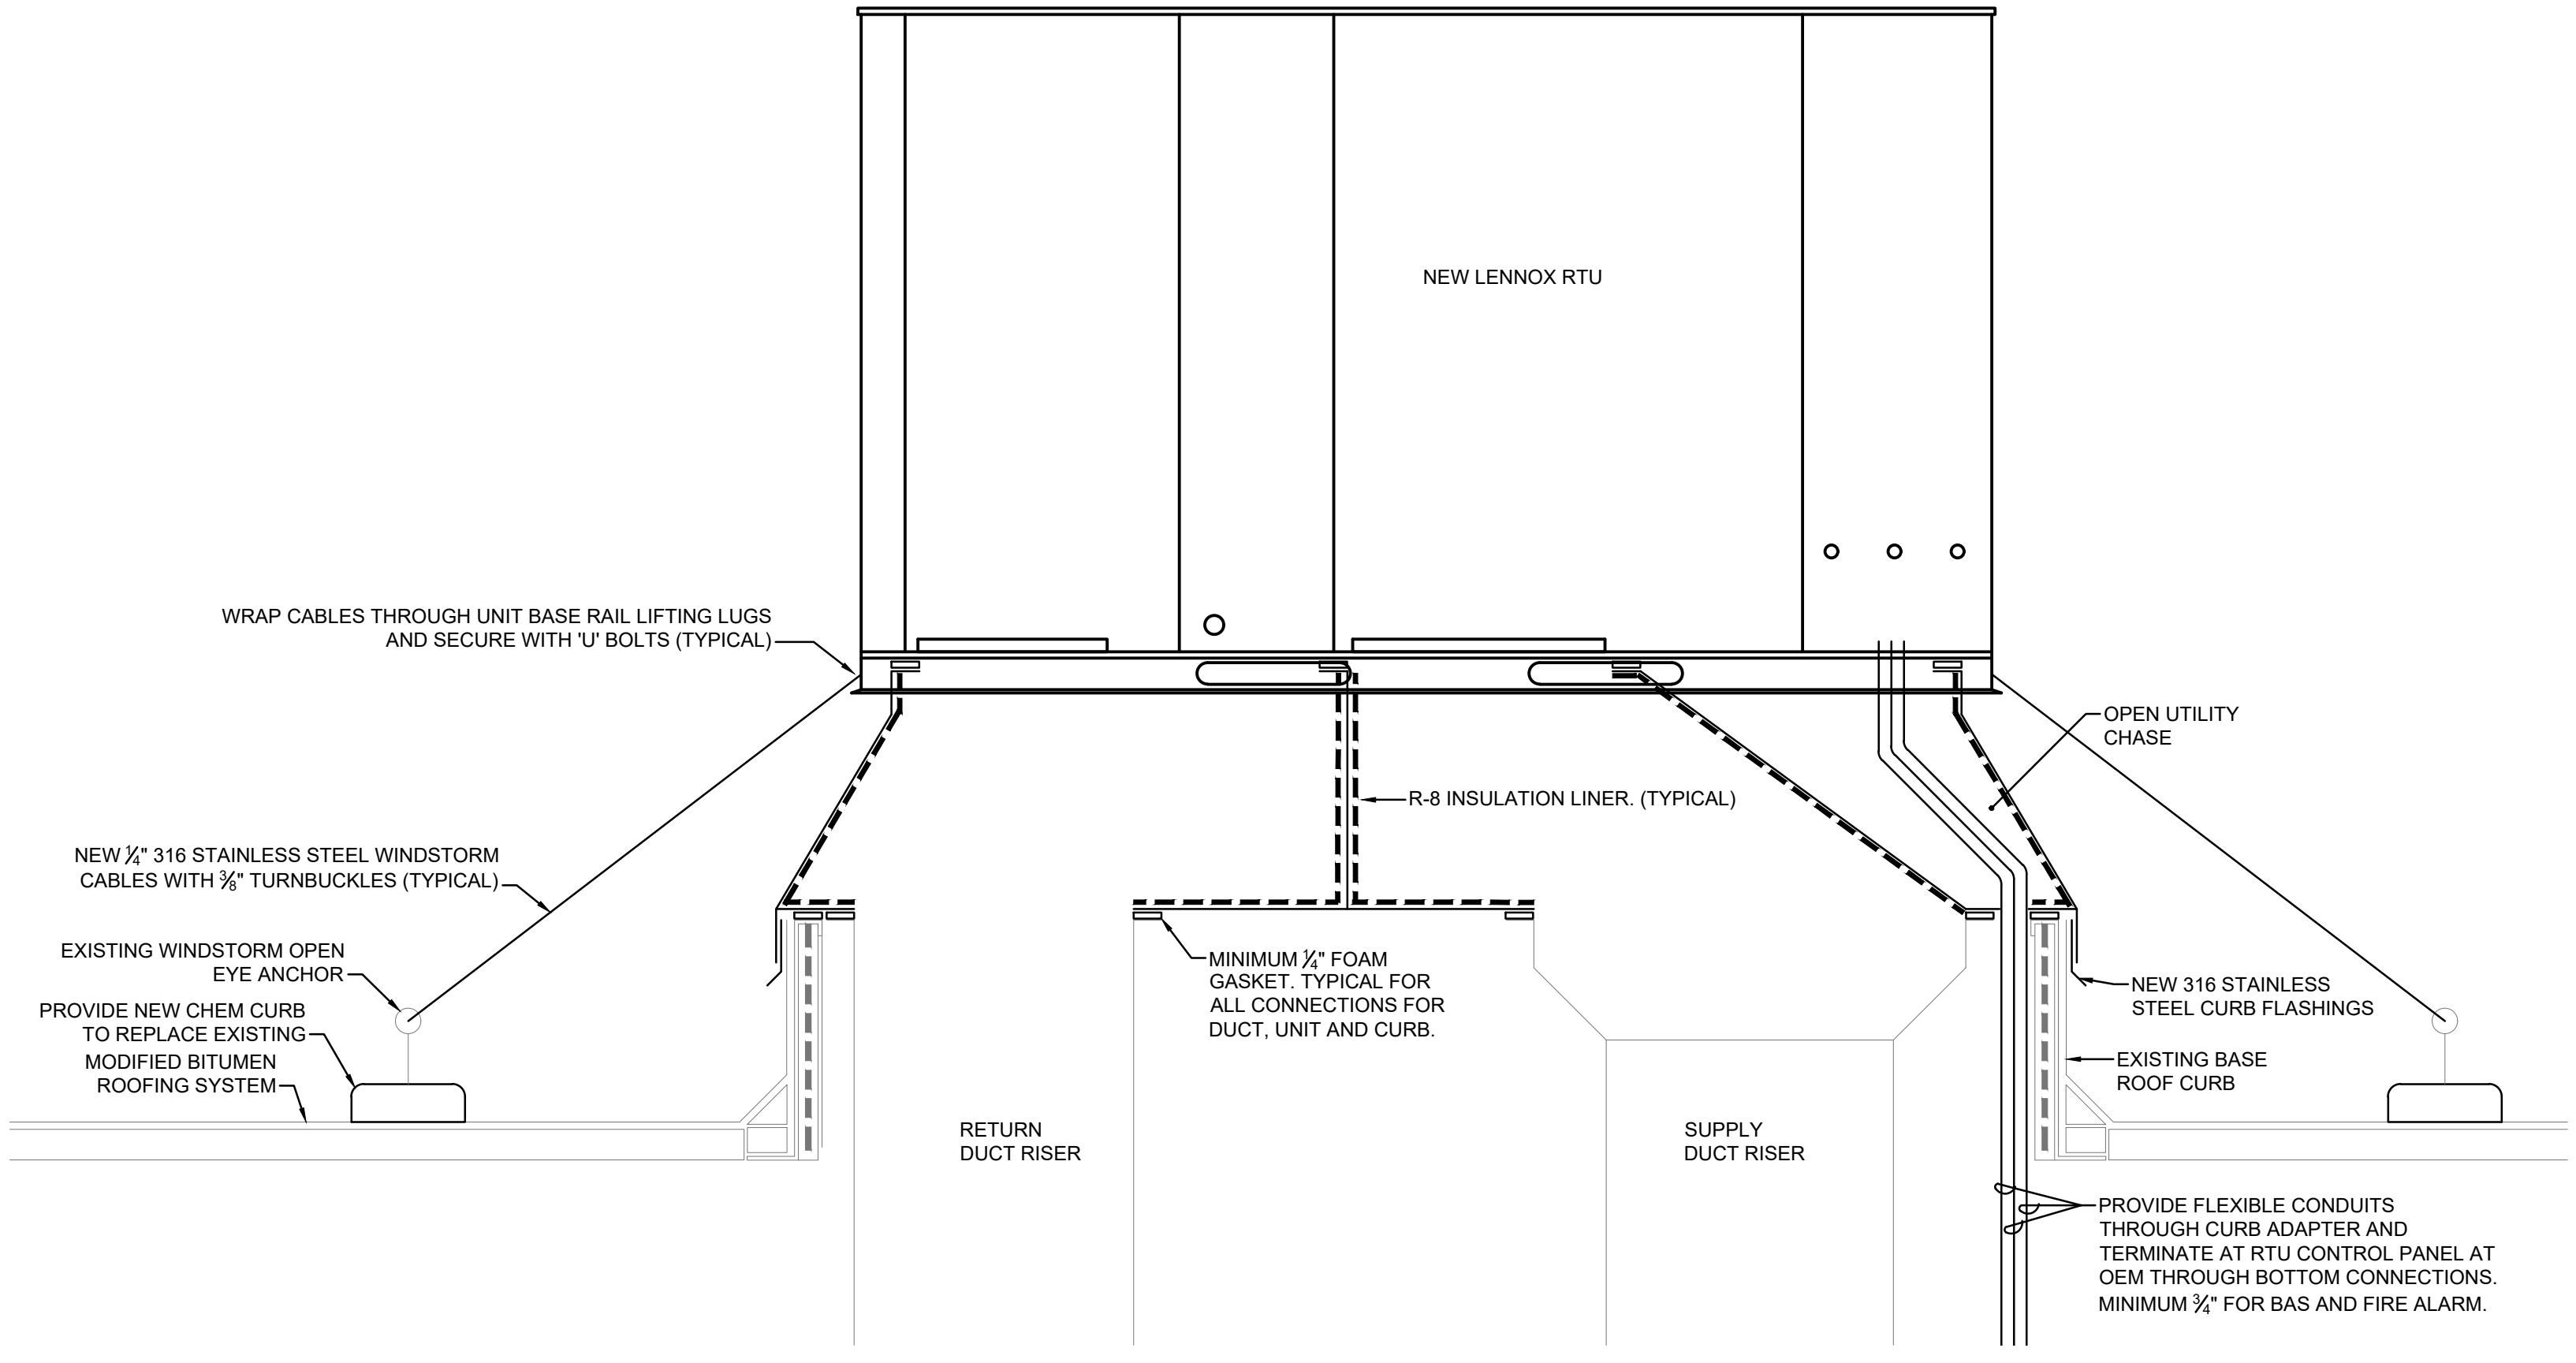 NEW LENNOX RTU
WRAP CABLES THROUGH UNIT BASE RAIL LIFTING LUGS
AND SECURE WITH 'U' BOLTS (TYPICAL)
OPEN UTILITY
CHASE
R-8 INSULATION LINER. (TYPICAL)
NEW 1/4" 316 STAINLESS STEEL WINDSTORM
CABLES WITH 3/8" TURNBUCKLES (TYPICAL)
EXISTING WINDSTORM OPEN
EYE ANCHOR
PROVIDE NEW CHEM CURB
TO REPLACE EXISTING
MODIFIED BITUMEN
ROOFING SYSTEM
MINIMUM 1/4" FOAM
GASKET. TYPICAL FOR
ALL CONNECTIONS FOR
DUCT, UNIT AND CURB.
NEW 316 STAINLESS
STEEL CURB FLASHINGS
EXISTING BASE
ROOF CURB
RETURN
DUCT RISER
SUPPLY
DUCT RISER
PROVIDE FLEXIBLE CONDUITS
THROUGH CURB ADAPTER AND
TERMINATE AT RTU CONTROL PANEL AT
OEM THROUGH BOTTOM CONNECTIONS.
MINIMUM 3/4" FOR BAS AND FIRE ALARM.